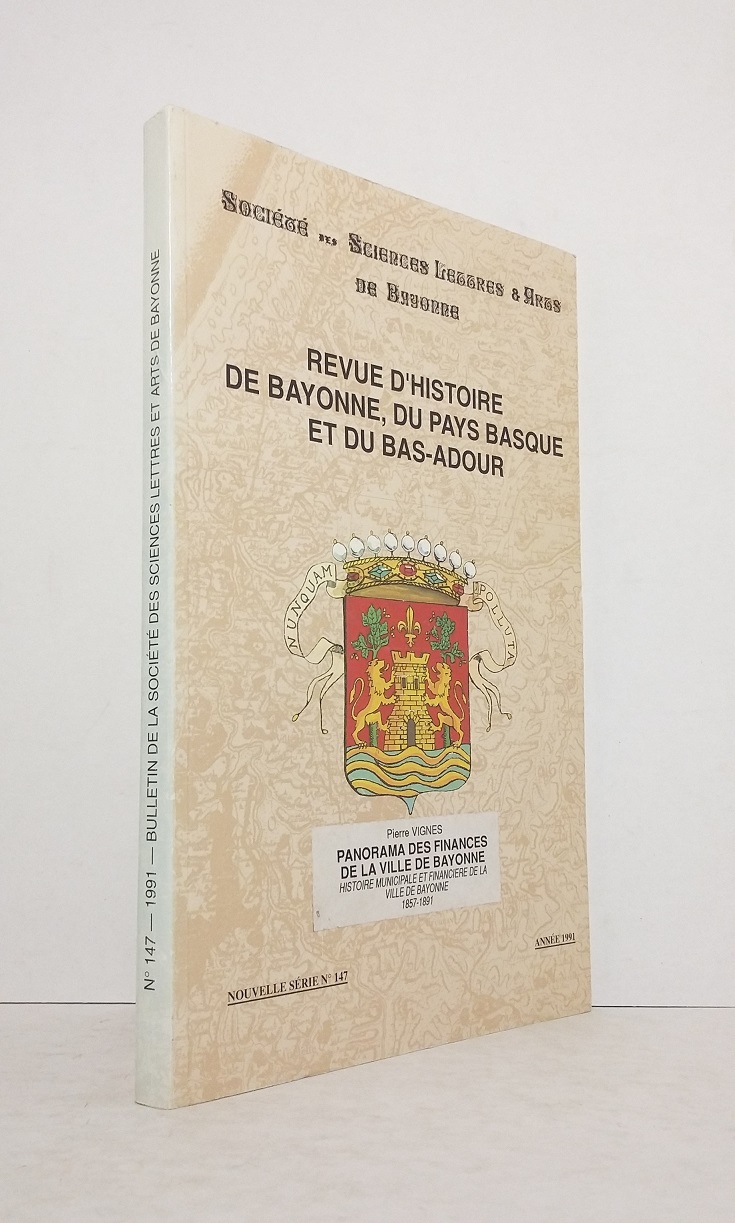 N° 147 — 1991 — BULLETIN DE LA SOCIÉTÉ DES SCIENCES LETTRES ET ARTS DE BAYONNE
SOCIÉTÉ DES SCIENCES LETTRES & ARTS
DE BAYONNE
REVUE D'HISTOIRE
DE BAYONNE, DU PAYS BASQUE
ET DU BAS-ADOUR
NUNQUAM POLLUTA
Pierre VIGNES
PANORAMA DES FINANCES
DE LA VILLE DE BAYONNE
HISTOIRE MUNICIPALE ET FINANCIERE DE LA
VILLE DE BAYONNE
1857-1891
ANNÉE 1991
NOUVELLE SÉRIE N° 147